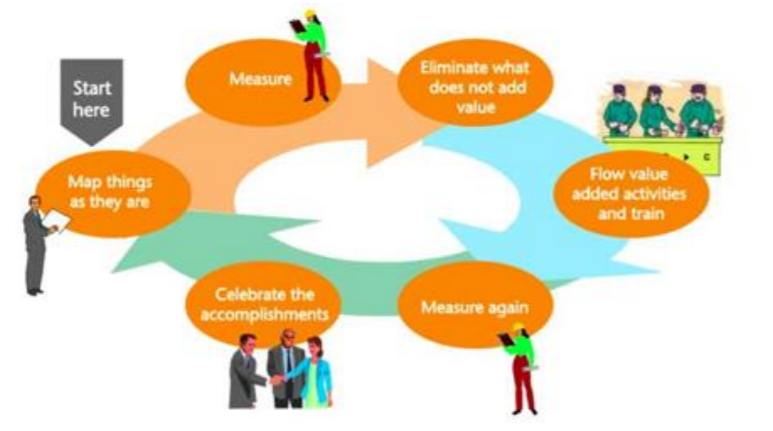 Start
here
Map things
as they are
Measure
Eliminate what
does not add
value
Flow value
added activities
and train
Measure again
Celebrate the
accomplishments